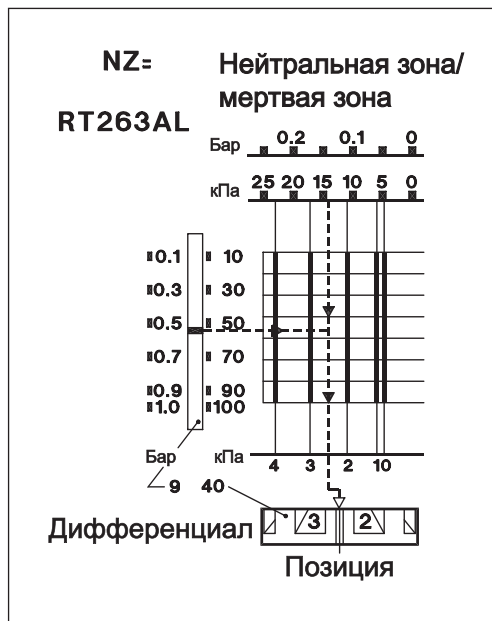 NZ=
Нейтральная зона/
мертвая зона
RT263AL
Бар 0.2 0.1 0
кПа 25 20 15 10 5 0
0.1 10
0.3 30
0.5 50
0.7 70
0.9 90
1.0 100
Бар кПа 4 3 2 10
9 40
Дифференциал 3 2
Позиция